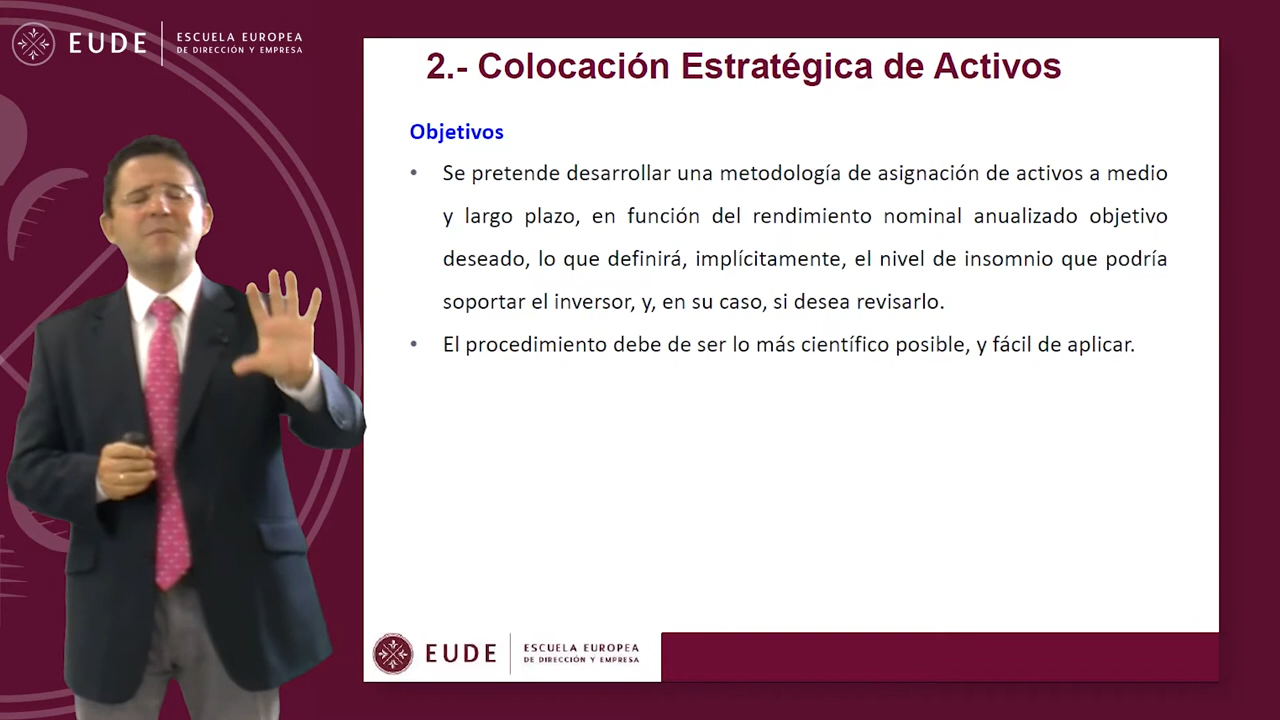 EUDE
ESCUELA EUROPEA
DE DIRECCIÓN Y EMPRESA
2.- Colocación Estratégica de Activos
Objetivos
• Se pretende desarrollar una metodología de asignación de activos a medio
y largo plazo, en función del rendimiento nominal anualizado objetivo
deseado, lo que definirá, implícitamente, el nivel de insomnio que podría
soportar el inversor, y, en su caso, si desea revisarlo.
• El procedimiento debe de ser lo más científico posible, y fácil de aplicar.
EUDE
ESCUELA EUROPEA
DE DIRECCIÓN Y EMPRESA